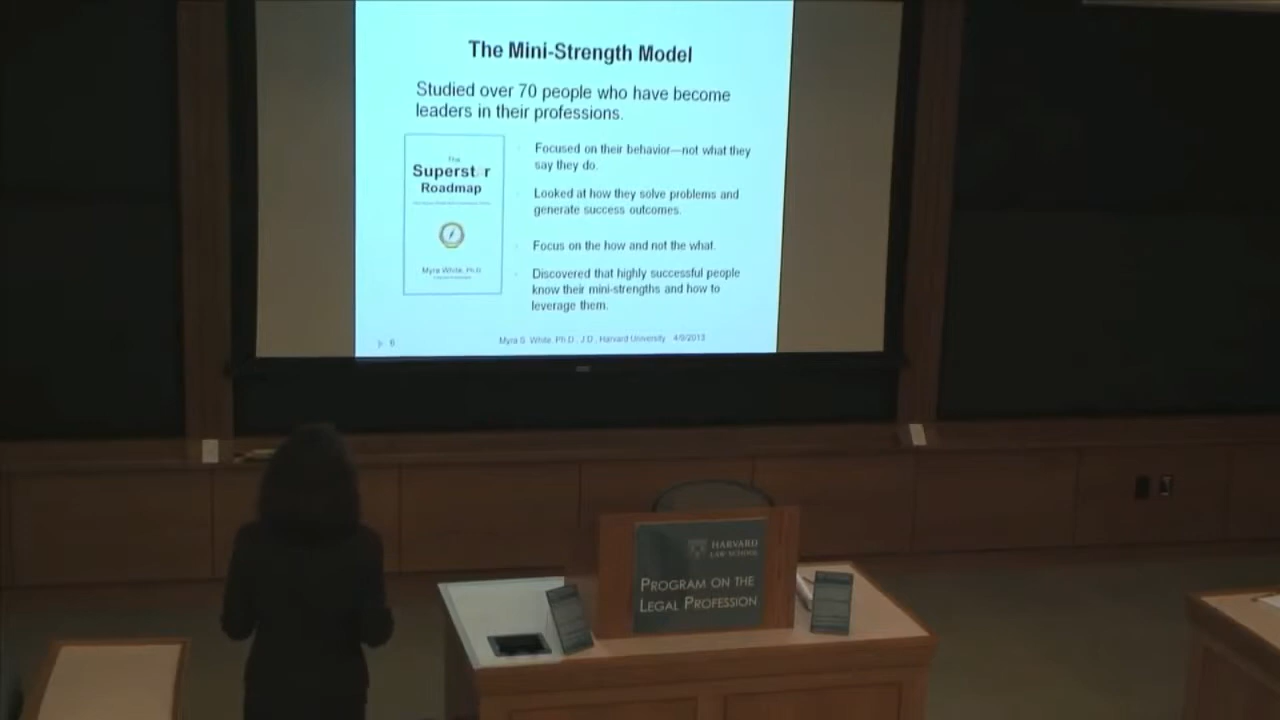 The Mini-Strength Model
Studied over 70 people who have become
leaders in their professions.
The
Superst r
Roadmap
Myra White, Ph.D.
Focused on their behavior—not what they
say they do.
Looked at how they solve problems and
generate success outcomes.
Focus on the how and not the what.
Discovered that highly successful people
know their mini-strengths and how to
leverage them.
6
Myra S. White, Ph.D., J.D., Harvard University 4/9/2013
HARVARD
LAW SCHOOL
PROGRAM ON THE
LEGAL PROFESSION